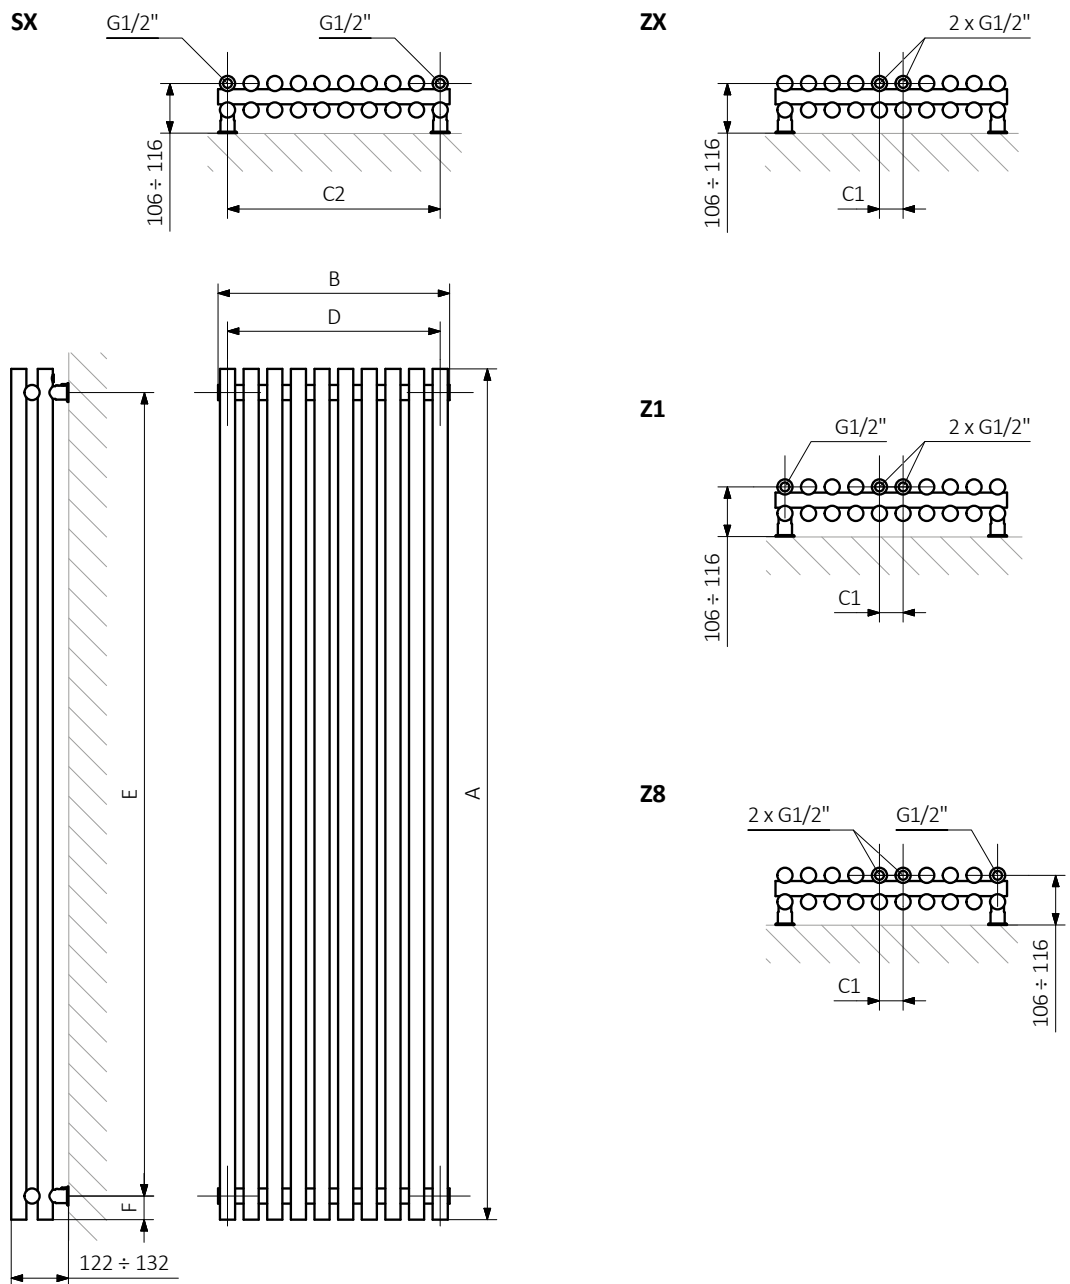 SX
G1/2"
G1/2"
106 ÷ 116
C2
ZX
2 x G1/2"
106 ÷ 116
C1
B
D
E
A
F
122 ÷ 132
Z1
G1/2"
2 x G1/2"
106 ÷ 116
C1
Z8
2 x G1/2"
G1/2"
C1
106 ÷ 116